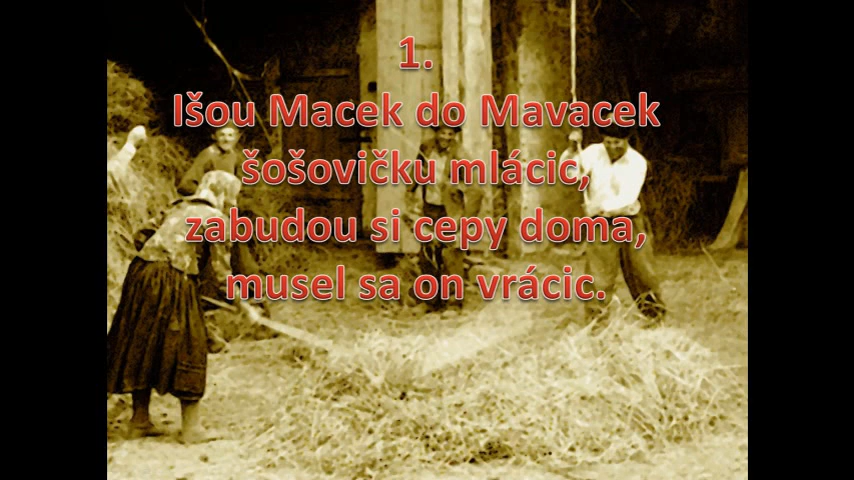 1.
Išou Macek do Mavacek
šošovičku mlácic,
zabudou si cepy doma,
musel sa on vrácic.